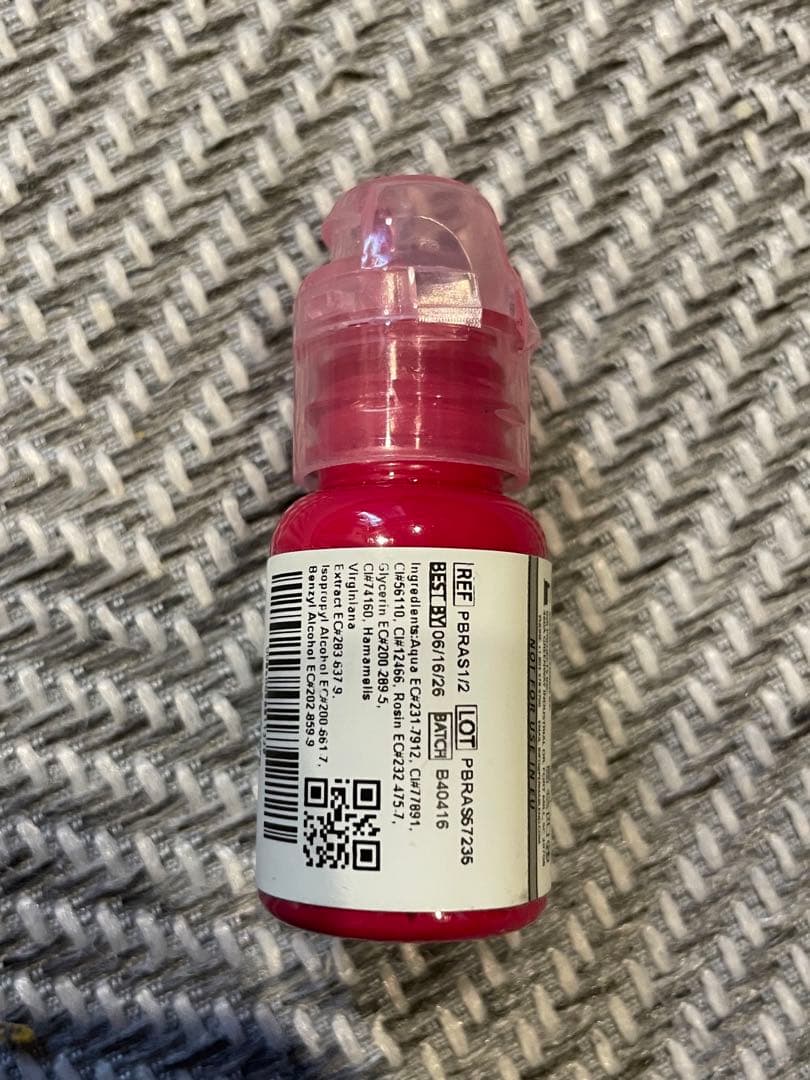 NOT FOR USE IN EU
REF PBRAS1/2 LOT PBRAS67235
BEST BY 06/16/26 BATCH B40416
Ingredients:Aqua EC#231-7912, CI#77891,
CI#56110, CI#12466, Rosin EC#232 475-7,
Glycerin EC#200 289-5,
CI#74160, Hamamelis
Virginiana
Extract EC#283-637-9,
Isopropyl Alcohol EC#200-661-7,
Benzyl Alcohol EC#202-859-9